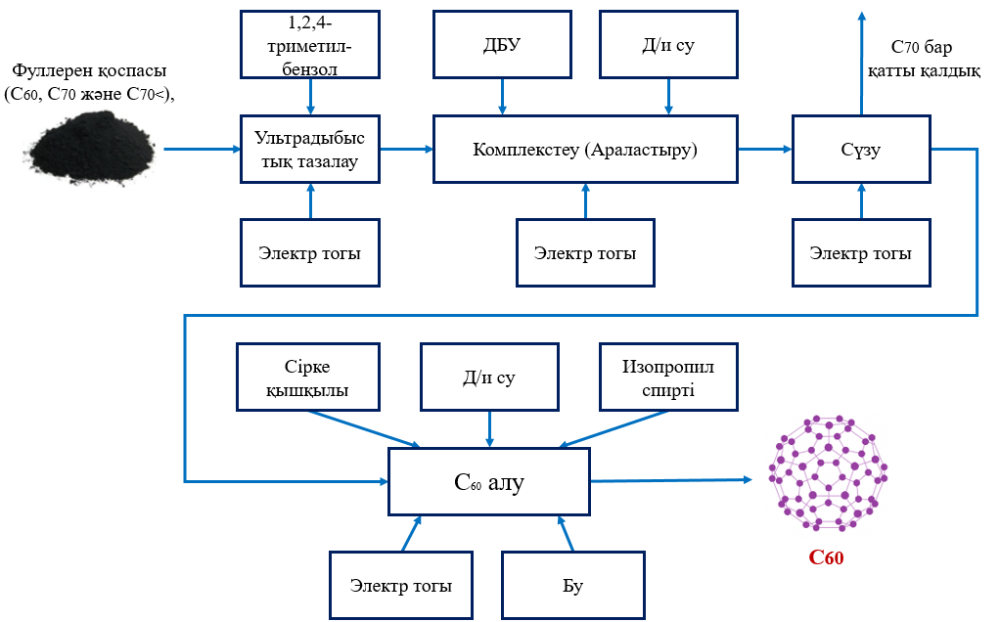 1,2,4-
триметил-
бензол
ДБУ
Д/и су
С70 бар
қатты қалдық
Фуллерен қоспасы
(С60, С70 және С70<),
Ультрадыбыс
тық тазалау
Комплекстеу (Араластыру)
Сүзу
Электр тогы
Электр тогы
Электр тогы
Сірке
қышқылы
Д/и су
Изопропил
спирті
С60 алу
С60
Электр тогы
Бу